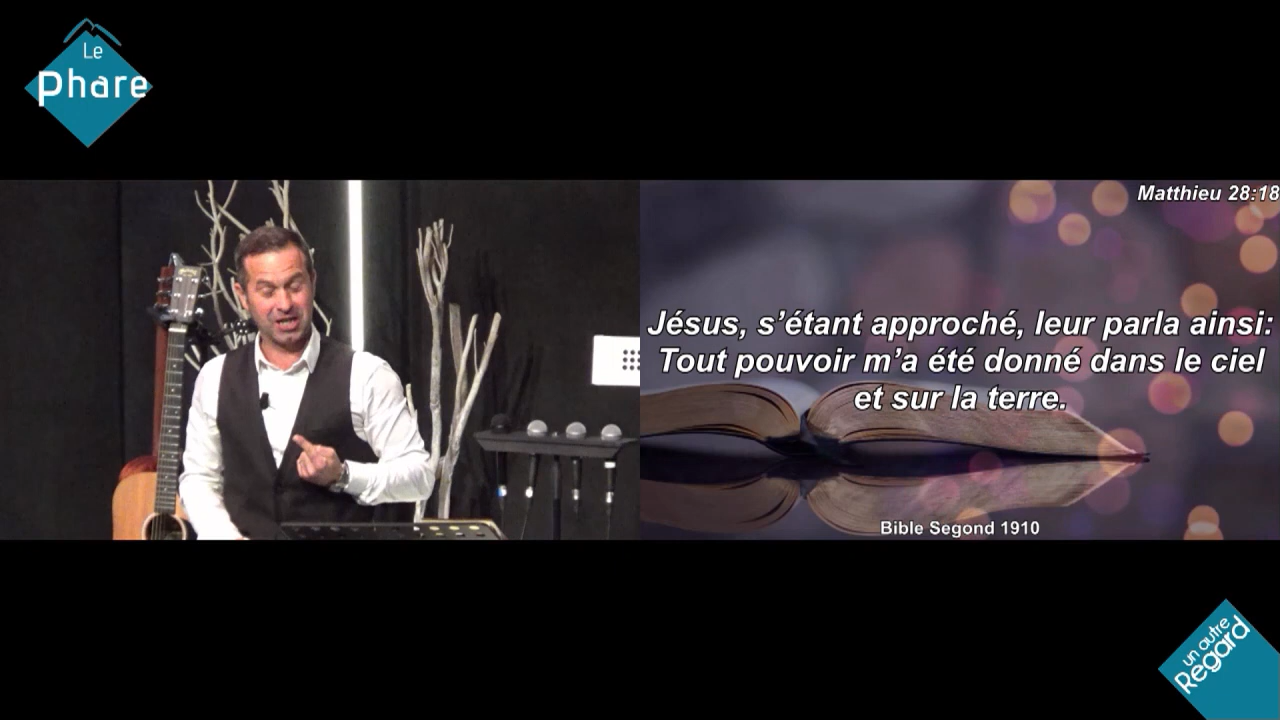 Le
Phare
Matthieu 28:18
Jésus, s’étant approché, leur parla ainsi:
Tout pouvoir m’a été donné dans le ciel
et sur la terre.
Bible Segond 1910
un autre
Regard